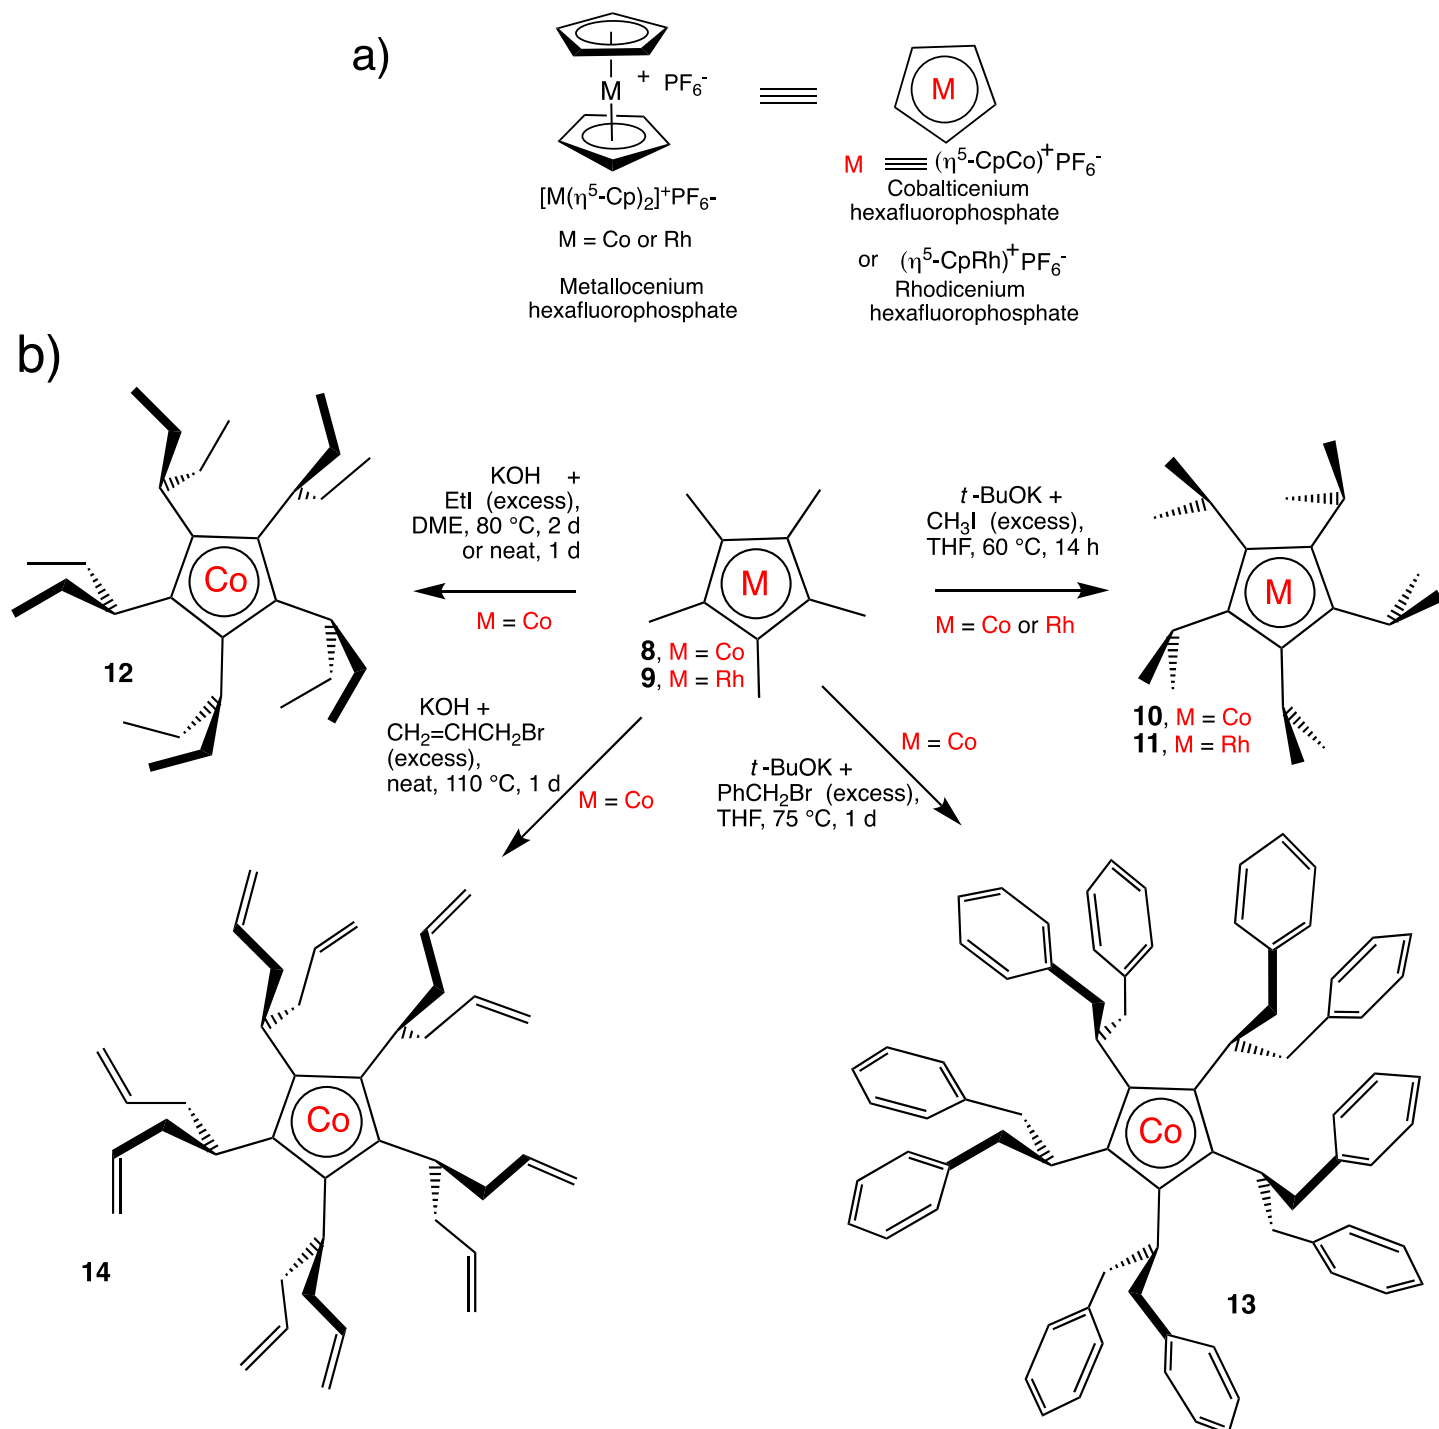 a)
M + PF₆⁻
[M(η⁵-Cp)₂]⁺PF₆-
M = Co or Rh
Metallocenium
hexafluorophosphate
M
M (η⁵-CpCo)⁺PF₆⁻
Cobalticenium
hexafluorophosphate
or (η⁵-CpRh)⁺PF₆⁻
Rhodicenium
hexafluorophosphate
b)
Co
12
KOH +
EtI (excess),
DME, 80 °C, 2 d
or neat, 1 d
M = Co
M
8, M = Co
9, M = Rh
t-BuOK +
CH₃I (excess),
THF, 60 °C, 14 h
M = Co or Rh
M
10, M = Co
11, M = Rh
KOH +
CH₂=CHCH₂Br
(excess),
neat, 110 °C, 1 d
M = Co
t-BuOK +
PhCH₂Br (excess),
THF, 75 °C, 1 d
M = Co
Co
14
Co
13